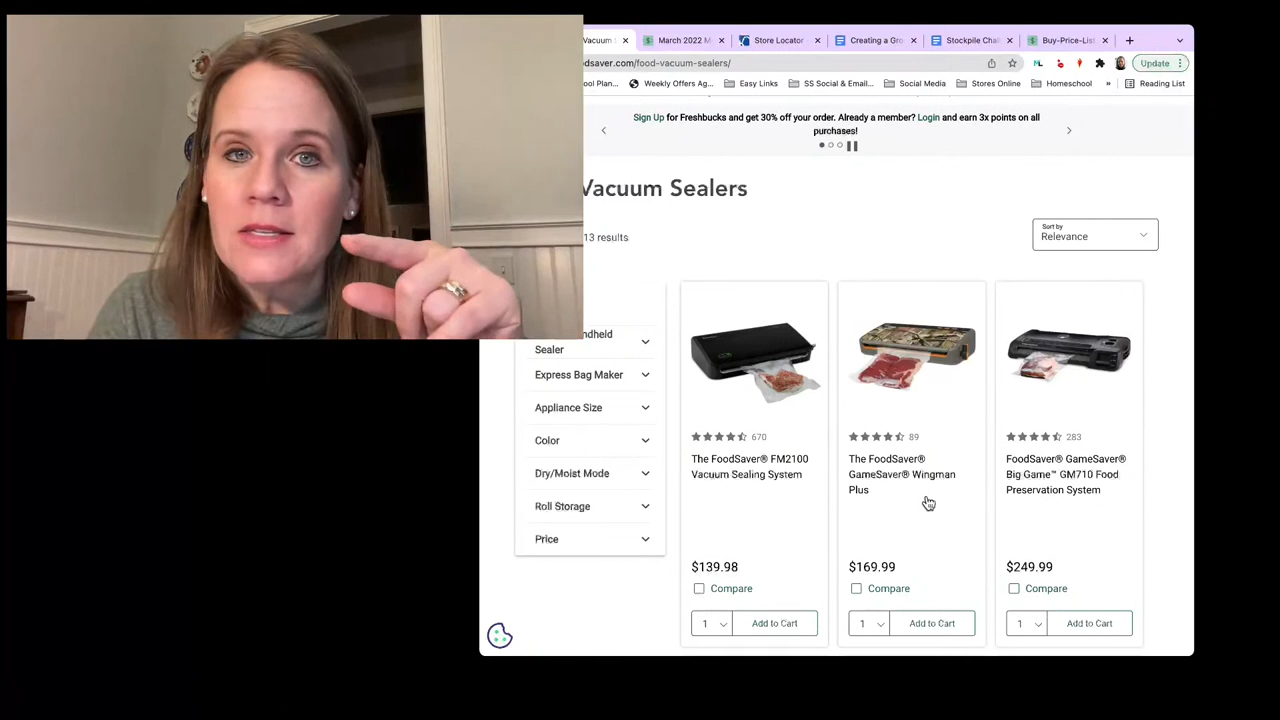 Vacuum S
March 2022 M
Store Locator
Creating a Gro
Stockpile Chal
Buy-Price-List
dsaver.com/food-vacuum-sealers/
Update
ool Plan...
Weekly Offers Ag...
Easy Links
SS Social & Email...
Social Media
Stores Online
Homeschool
»
Reading List
Sign Up for Freshbucks and get 30% off your order. Already a member? Login and earn 3x points on all
purchases!
Vacuum Sealers
13 results
Sort by
Relevance
ndheld
Sealer
Express Bag Maker
Appliance Size
Color
Dry/Moist Mode
Roll Storage
Price
670
The FoodSaver® FM2100
Vacuum Sealing System
$139.98
Compare
1
Add to Cart
89
The FoodSaver®
GameSaver® Wingman
Plus
$169.99
Compare
1
Add to Cart
283
FoodSaver® GameSaver®
Big Game™ GM710 Food
Preservation System
$249.99
Compare
1
Add to Cart